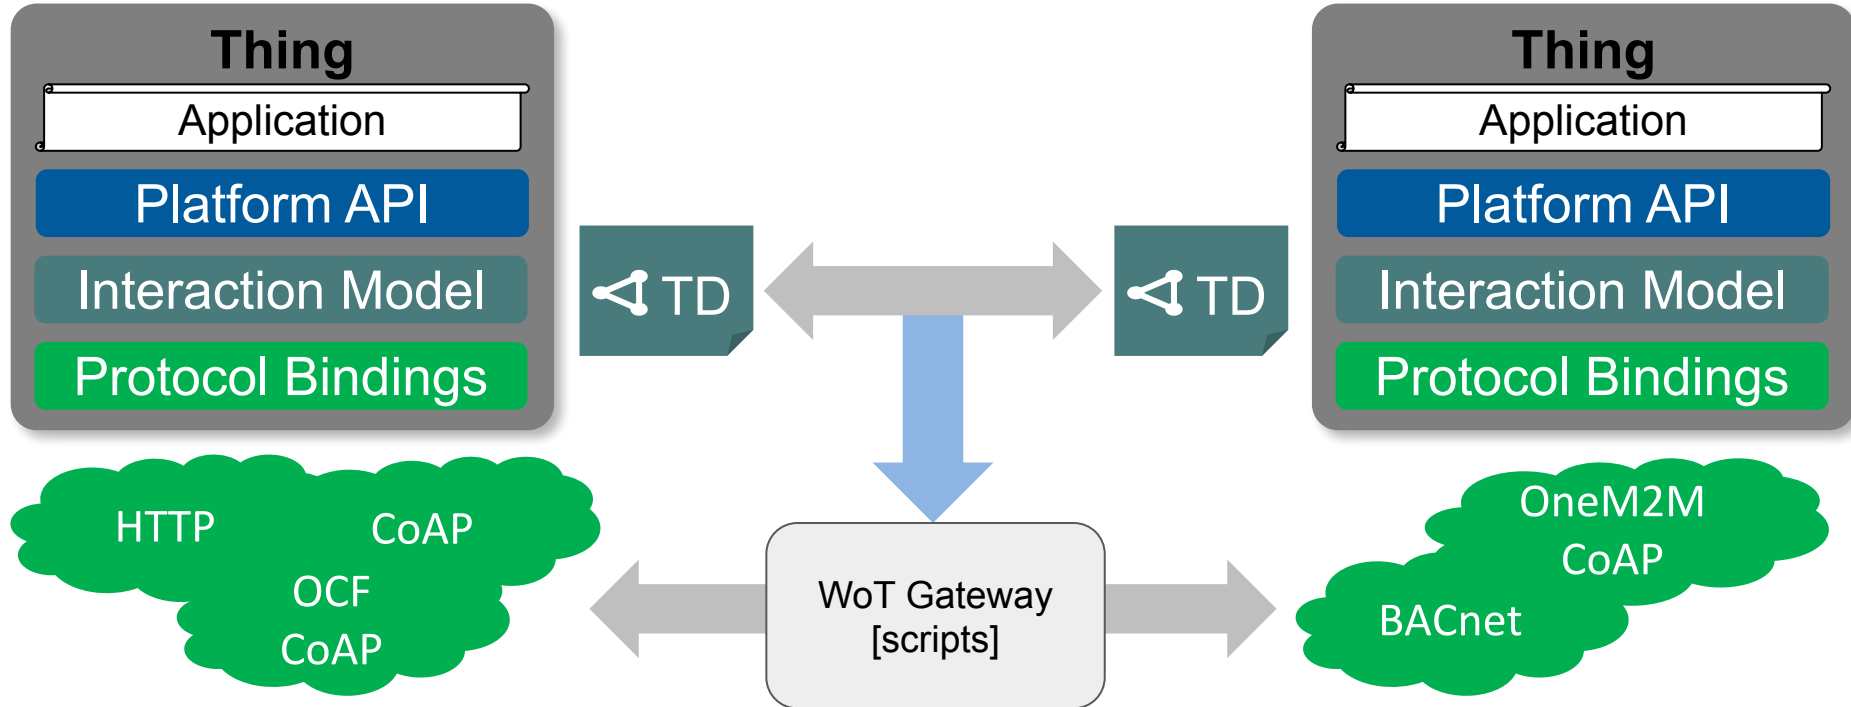 Thing
Application
Platform API
Interaction Model
Protocol Bindings
TD
TD
Thing
Application
Platform API
Interaction Model
Protocol Bindings
HTTP
CoAP
OCF
CoAP
WoT Gateway
[scripts]
OneM2M
CoAP
BACnet